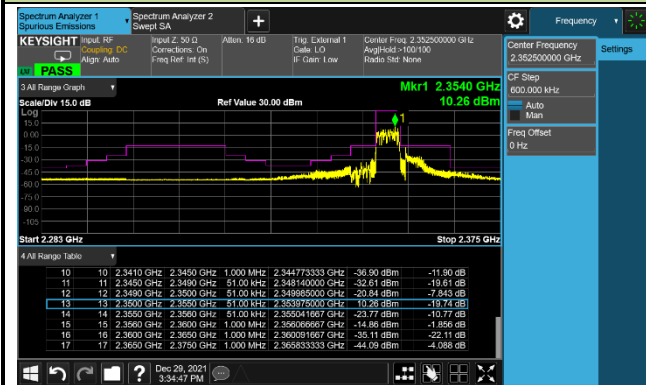 Spectrum Analyzer 1
Spurious Emissions
Spectrum Analyzer 2
Swept SA
Frequency
KEYSIGHT
Input: RF
Coupling: DC
Align: Auto
Input Z: 50 Ω
Corrections: On
Freq Ref: Int (S)
Atten: 16 dB
Trig: External 1
Gate: LO
IF Gain: Low
Center Freq: 2.352500000 GHz
Avg|Hold:>100/100
Radio Std: None
PASS
Center Frequency
2.352500000 GHz
Settings
CF Step
600.000 kHz
Auto
Man
Freq Offset
0 Hz
3 All Range Graph
Mkr1 2.3540 GHz
Scale/Div 15.0 dB
Ref Value 30.00 dBm
10.26 dBm
Log
15.0
0.00
-15.0
-30.0
-45.0
-60.0
-75.0
-90.0
-105
1
Start 2.283 GHz
Stop 2.375 GHz
4 All Range Table
10 10 2.3410 GHz 2.3450 GHz 1.000 MHz 2.344773333 GHz -36.90 dBm -11.90 dB
11 11 2.3450 GHz 2.3490 GHz 51.00 kHz 2.348140000 GHz -32.61 dBm -19.61 dB
12 12 2.3490 GHz 2.3500 GHz 51.00 kHz 2.349985000 GHz -20.84 dBm -7.843 dB
13 13 2.3500 GHz 2.3550 GHz 51.00 kHz 2.353975000 GHz 10.26 dBm -19.74 dB
14 14 2.3550 GHz 2.3560 GHz 51.00 kHz 2.355041667 GHz -23.77 dBm -10.77 dB
15 15 2.3560 GHz 2.3600 GHz 1.000 MHz 2.356066667 GHz -14.86 dBm -1.856 dB
16 16 2.3600 GHz 2.3650 GHz 1.000 MHz 2.360091667 GHz -35.11 dBm -22.11 dB
17 17 2.3650 GHz 2.3750 GHz 1.000 MHz 2.365833333 GHz -44.09 dBm -4.088 dB
Dec 29, 2021
3:34:47 PM